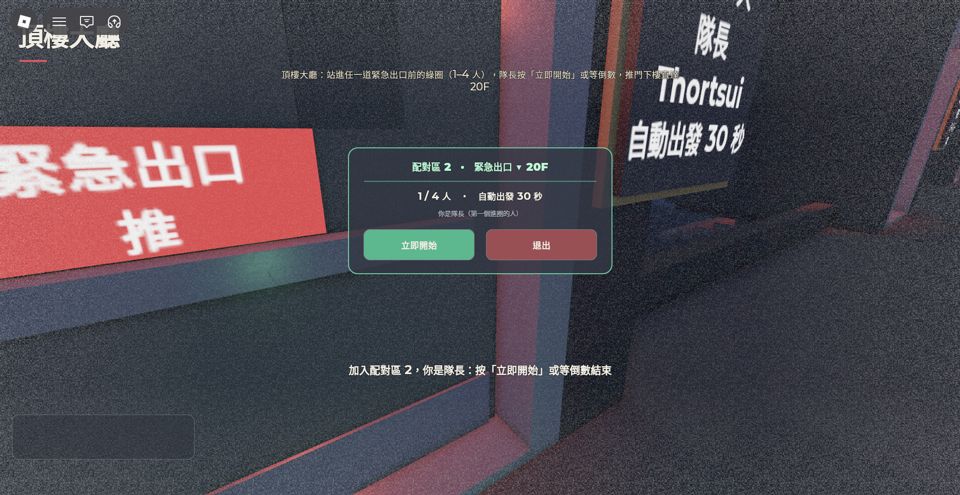 頂樓大廳
頂樓大廳：站進任一道緊急出口前的綠圈（1–4 人），隊長按「立即開始」或等倒數，推門下樓
20F
隊長
Thortsui
自動出發 30 秒
緊急出口
推
配對區 2 • 緊急出口 ▼ 20F
1 / 4 人 • 自動出發 30 秒
你是隊長（第一個進圈的人）
立即開始
退出
加入配對區 2，你是隊長：按「立即開始」或等倒數結束